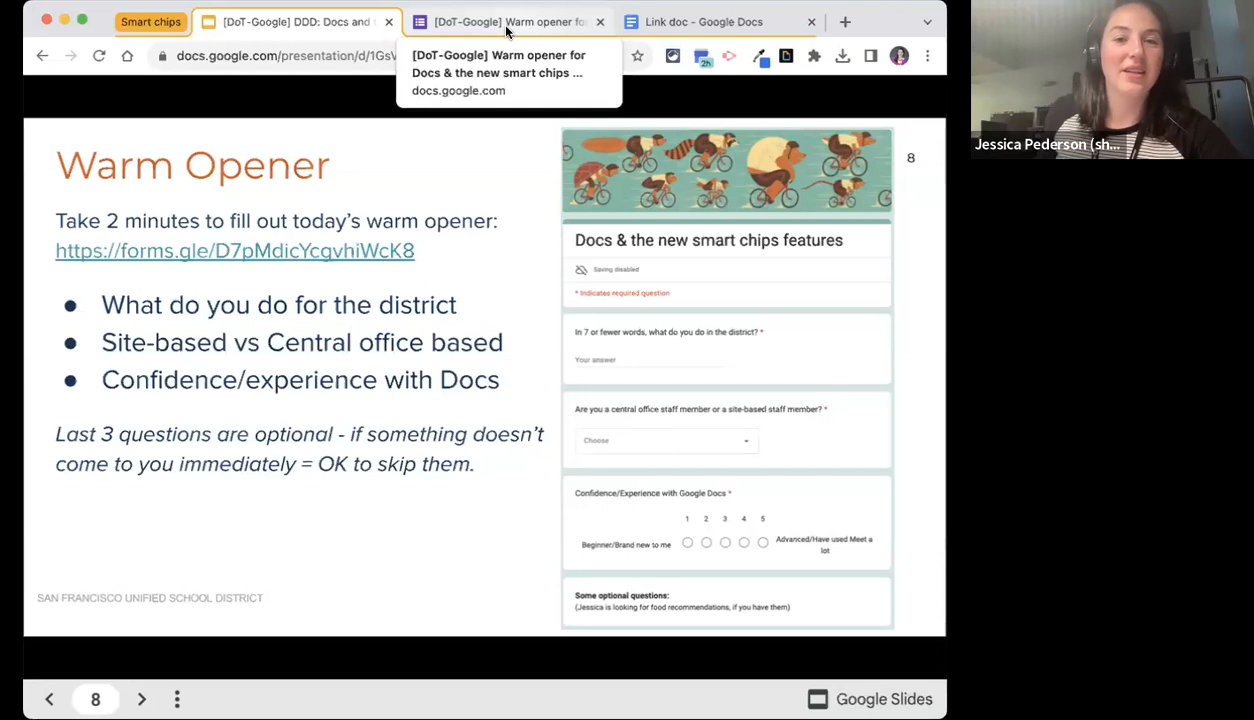 Smart chips
[DoT-Google] DDD: Docs and
[DoT-Google] Warm opener fo
Link doc - Google Docs
docs.google.com/presentation/d/1GsV
2h
[DoT-Google] Warm opener for
Docs & the new smart chips ...
docs.google.com
Jessica Pederson (sh...
Warm Opener
8
Take 2 minutes to fill out today's warm opener:
https://forms.gle/D7pMdicYcgvhiWcK8
● What do you do for the district
● Site-based vs Central office based
● Confidence/experience with Docs
Last 3 questions are optional - if something doesn't
come to you immediately = OK to skip them.
SAN FRANCISCO UNIFIED SCHOOL DISTRICT
Docs & the new smart chips features
Saving disabled
* Indicates required question
In 7 or fewer words, what do you do in the district? *
Your answer
Are you a central office staff member or a site-based staff member? *
Choose
Confidence/Experience with Google Docs *
1 2 3 4 5
Beginner/Brand new to me
Advanced/Have used Meet a
lot
Some optional questions:
(Jessica is looking for food recommendations, if you have them)
8
Google Slides